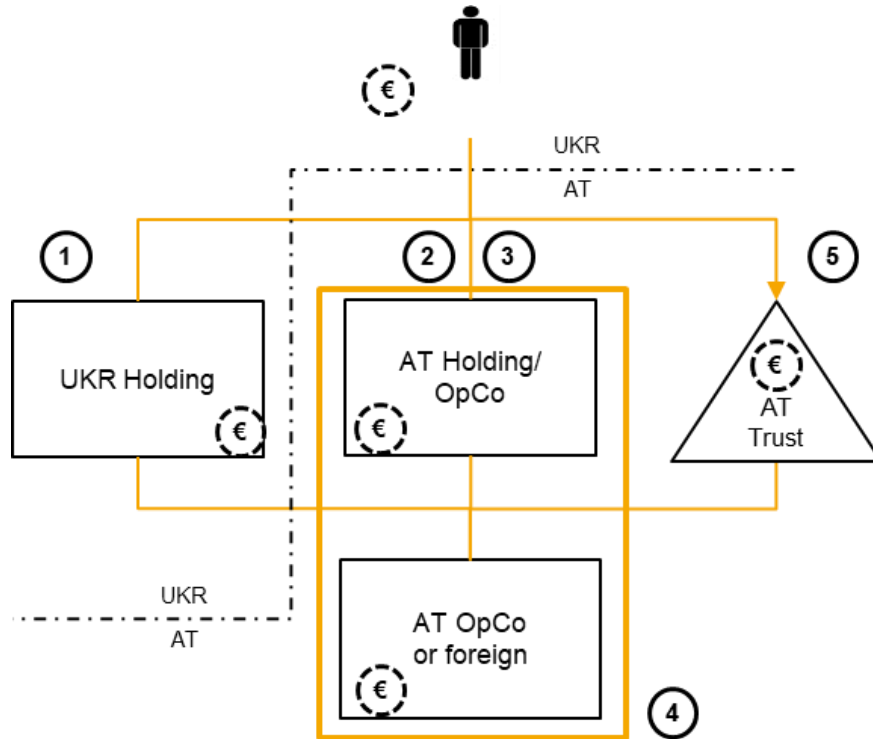 €
UKR
AT
1
2
3
5
UKR Holding
€
AT Holding/
OpCo
€
€
AT
Trust
UKR
AT
AT OpCo
or foreign
€
4